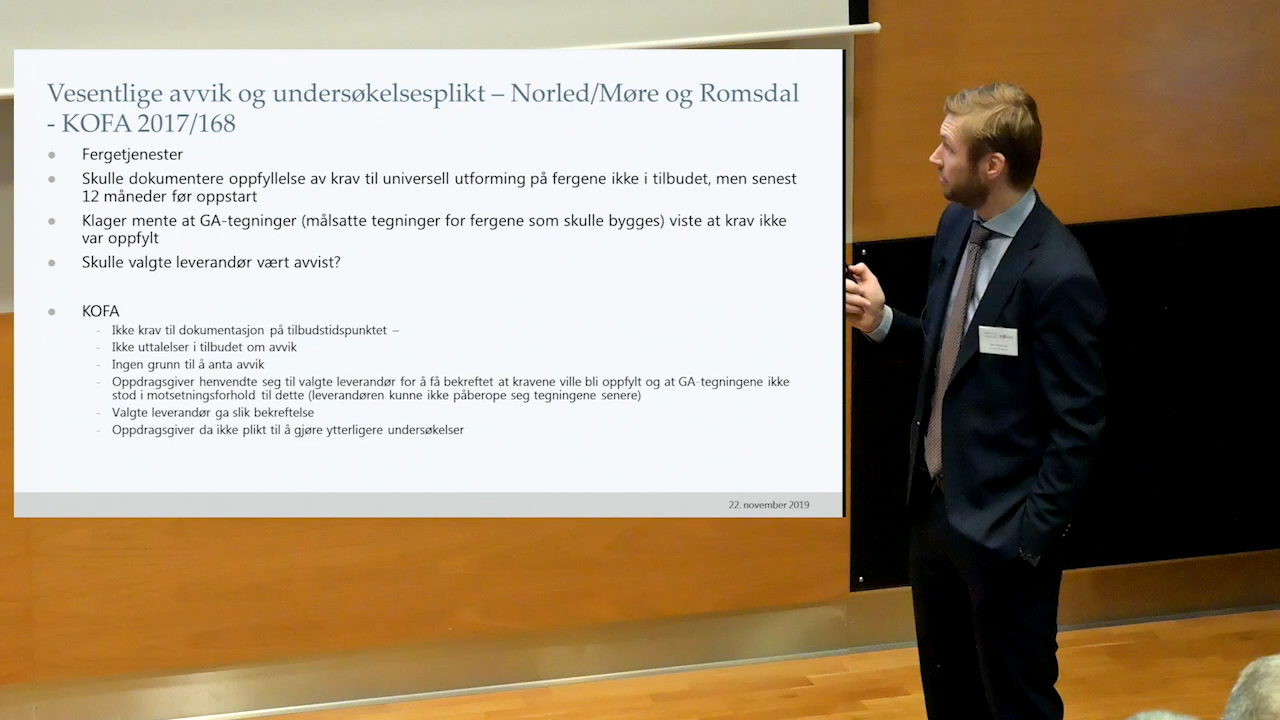 Vesentlige avvik og undersøkelsesplikt – Norled/Møre og Romsdal
- KOFA 2017/168
● Fergetjenester
● Skulle dokumentere oppfyllelse av krav til universell utforming på fergene ikke i tilbudet, men senest
12 måneder før oppstart
● Klager mente at GA-tegninger (målsatte tegninger for fergene som skulle bygges) viste at krav ikke
var oppfylt
● Skulle valgte leverandør vært avvist?
● KOFA
- Ikke krav til dokumentasjon på tilbudstidspunktet –
- Ikke uttalelser i tilbudet om avvik
- Ingen grunn til å anta avvik
- Oppdragsgiver henvendte seg til valgte leverandør for å få bekreftet at kravene ville bli oppfylt og at GA-tegningene ikke
stod i motsetningsforhold til dette (leverandøren kunne ikke påberope seg tegningene senere)
- Valgte leverandør ga slik bekreftelse
- Oppdragsgiver da ikke plikt til å gjøre ytterligere undersøkelser
22. november 2019